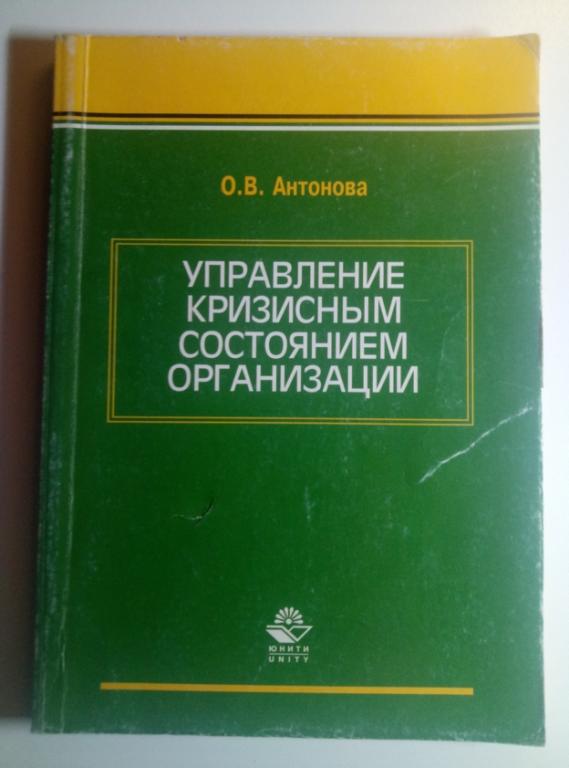 О.В. Антонова
УПРАВЛЕНИЕ
КРИЗИСНЫМ
СОСТОЯНИЕМ
ОРГАНИЗАЦИИ
ЮНИТИ
UNITY